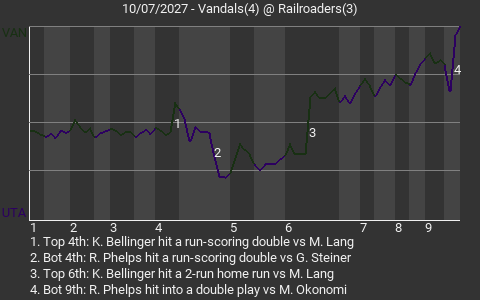 10/07/2027 - Vandals(4) @ Railroaders(3)
VAN
1
2
3
4
UTA
1 2 3 4 5 6 7 8 9
1. Top 4th: K. Bellinger hit a run-scoring double vs M. Lang
2. Bot 4th: R. Phelps hit a run-scoring double vs G. Steiner
3. Top 6th: K. Bellinger hit a 2-run home run vs M. Lang
4. Bot 9th: R. Phelps hit into a double play vs M. Okonomi